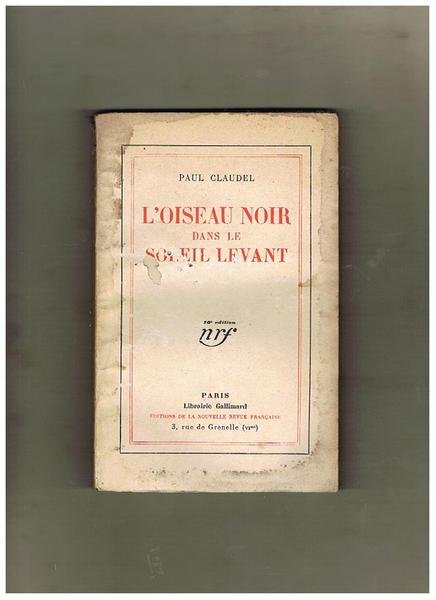 PAUL CLAUDEL
L'OISEAU NOIR
DANS LE
SOLEIL LEVANT
10e edition
nrf
PARIS
Librairie Gallimard
ÉDITIONS DE LA NOUVELLE REVUE FRANÇAISE
3, rue de Grenelle (VIme)